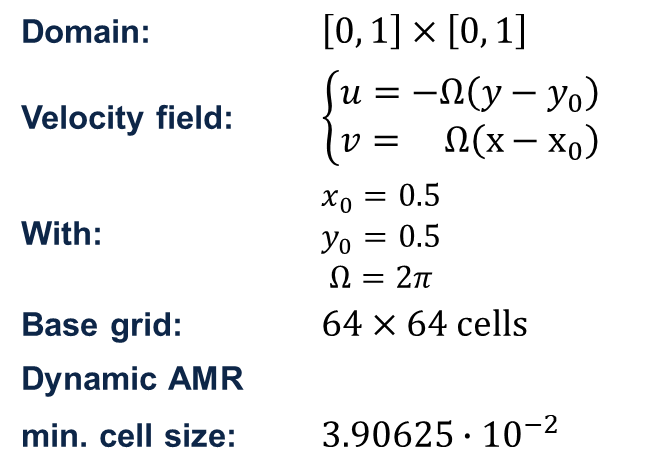 Domain: [0, 1] × [0, 1]
Velocity field: {u = −Ω(y − y₀)
v = Ω(x − x₀)
x₀ = 0.5
With: y₀ = 0.5
Ω = 2π
Base grid: 64 × 64 cells
Dynamic AMR
min. cell size: 3.90625 · 10⁻²